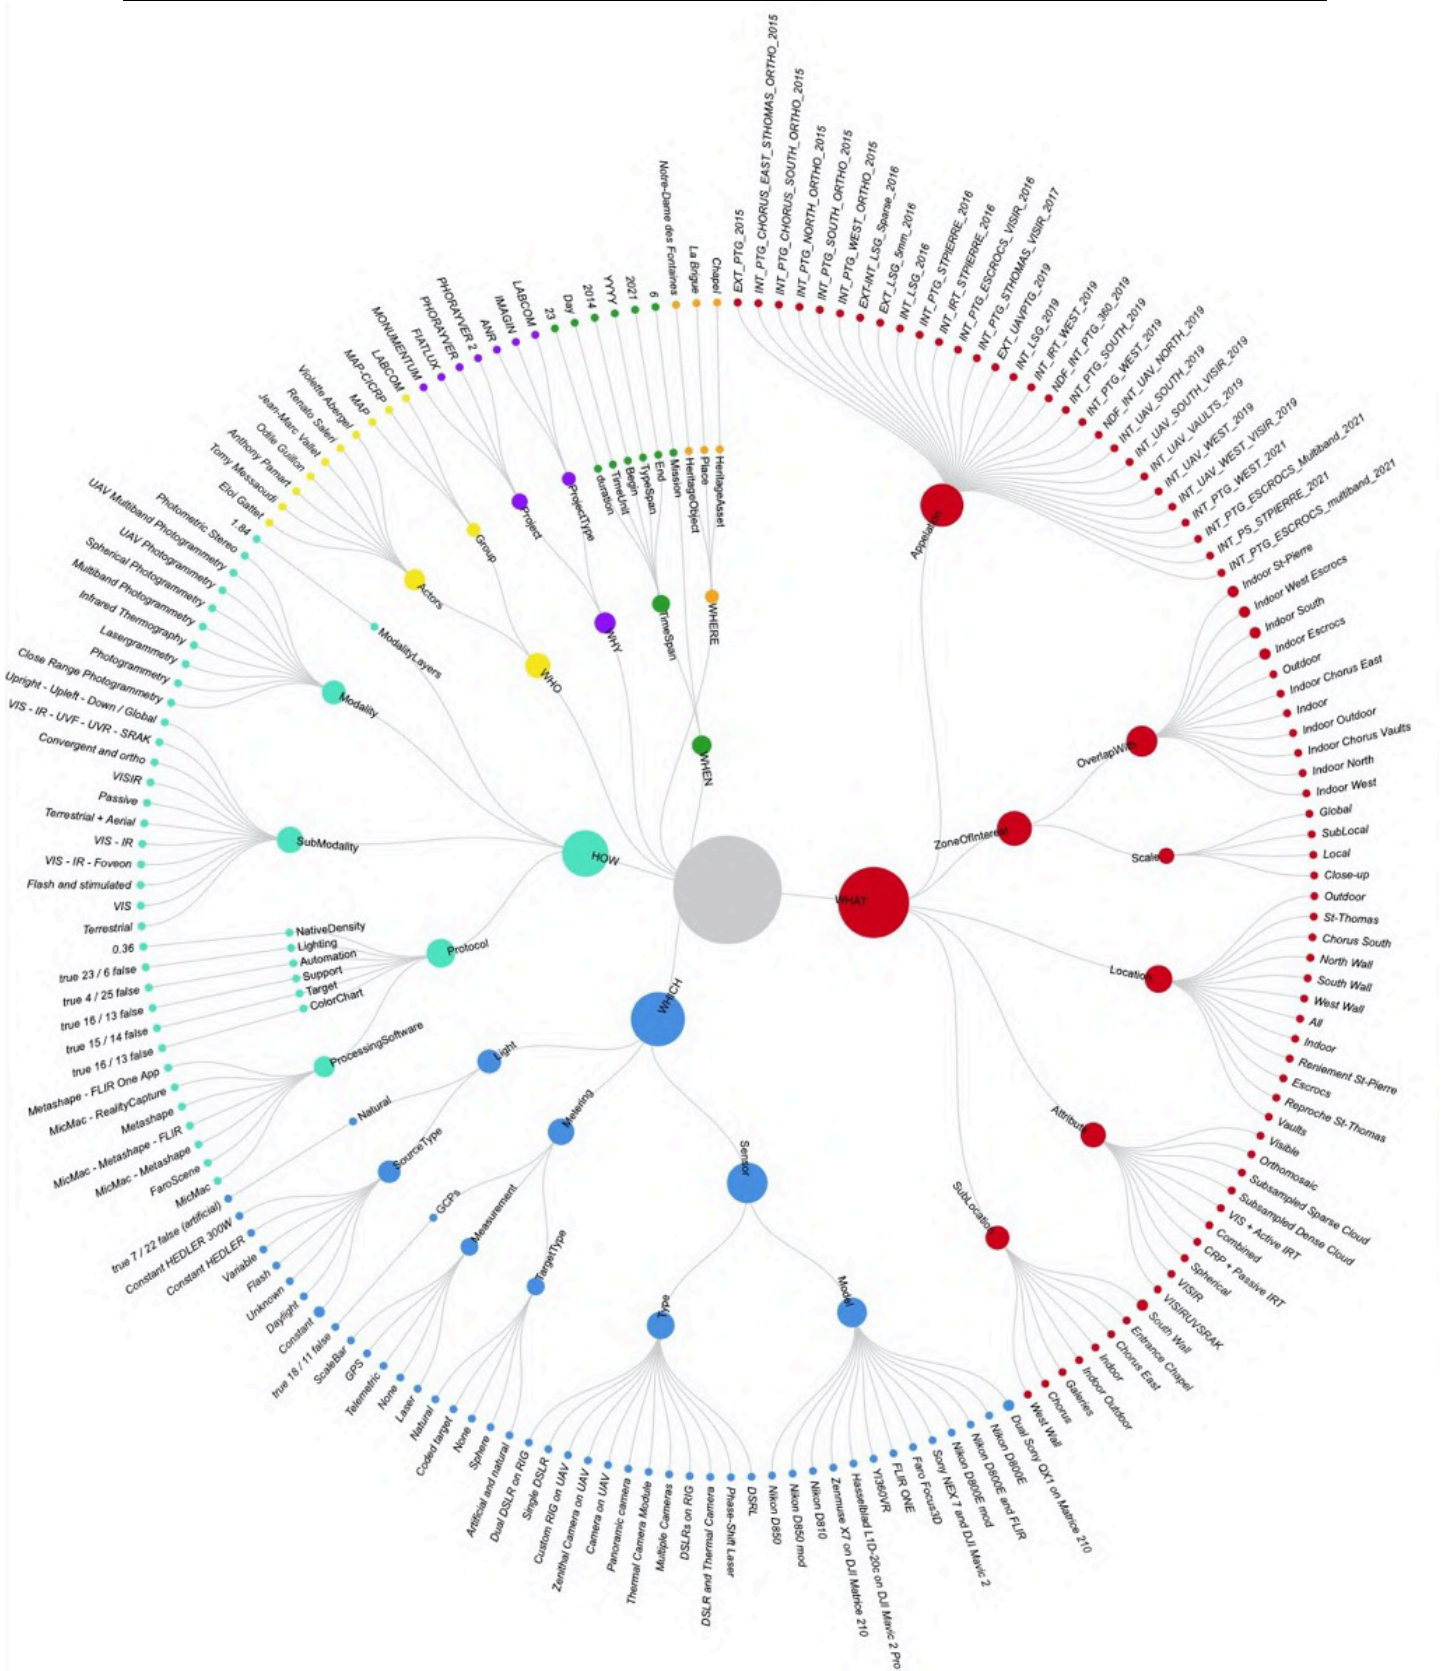 EXT_PTG_2015
INT_PTG_CHORUS_EAST_STHOMAS_ORTHO_2015
INT_PTG_CHORUS_SOUTH_ORTHO_2015
INT_PTG_NORTH_ORTHO_2015
INT_PTG_SOUTH_ORTHO_2015
INT_PTG_WEST_ORTHO_2015
EXT-INT_LSG_Sparse_2016
EXT_LSG_5mm_2016
INT_LSG_2016
INT_PTG_STPIERRE_2016
INT_IRT_STPIERRE_2016
INT_PTG_ESCROCS_VISIR_2016
INT_PTG_STHOMAS_VISIR_2017
EXT_UAVPTG_2019
INT_LSG_2019
INT_IRT_WEST_2019
NDF_INT_PTG_360_2019
INT_PTG_SOUTH_2019
INT_PTG_WEST_2019
NDF_INT_UAV_NORTH_2019
INT_UAV_SOUTH_2019
INT_UAV_SOUTH_VISIR_2019
INT_UAV_VAULTS_2019
INT_UAV_WEST_2019
INT_UAV_WEST_VISIR_2019
INT_PTG_WEST_2021
INT_PTG_ESCROCS_Multiband_2021
INT_PS_STPIERRE_2021
INT_PTG_ESCROCS_multiband_2021
Indoor St-Pierre
Indoor West Escrocs
Indoor South
Indoor Escrocs
Outdoor
Indoor Chorus East
Indoor
Indoor Outdoor
Indoor Chorus Vaults
Indoor North
Indoor West
Global
SubLocal
Local
Close-up
Outdoor
St-Thomas
Chorus South
North Wall
South Wall
West Wall
All
Indoor
Reniement St-Pierre
Escrocs
Reproche St-Thomas
Vaults
Visible
Orthomosaic
Subsampled Sparse Cloud
Subsampled Dense Cloud
VIS + Active IRT
Combined
CRP + Passive IRT
Spherical
VISIR
VISIRUVSRAK
South Wall
Entrance Chapel
Chorus East
Indoor
Indoor Outdoor
Galeries
Chorus
West Wall
Dual Sony QX1 on Matrice 210
Nikon D800E
Nikon D800E and FLIR
Nikon D800E mod
Sony NEX 7 and DJI Mavic 2
Faro Focus3D
FLIR ONE
YI360VR
Hasselblad L1D-20c on DJI Mavic 2 Pro
Zenmuse X7 on DJI Matrice 210
Nikon D810
Nikon D850 mod
Nikon D850
DSRL
Phase-Shift Laser
DSLR and Thermal Camera
DSLRs on RIG
Multiple Cameras
Thermal Camera Module
Panoramic camera
Camera on UAV
Zenithal Camera on UAV
Custom RIG on UAV
Single DSLR
Dual DSLR on RIG
Artificial and natural
Sphere
None
Coded target
Natural
Laser
None
Telemetric
GPS
ScaleBar
true 18 / 11 false
Constant
Daylight
Unknown
Flash
Variable
Constant HEDLER
Constant HEDLER 300W
true 7 / 22 false (artificial)
MicMac
FaroScene
MicMac - Metashape
MicMac - Metashape - FLIR
Metashape
MicMac - RealityCapture
Metashape - FLIR One App
true 16 / 13 false
true 15 / 14 false
true 16 / 13 false
true 4 / 25 false
true 23 / 6 false
0.36
Terrestrial
VIS
Flash and stimulated
VIS - IR - Foveon
VIS - IR
Terrestrial + Aerial
Passive
VISIR
Convergent and ortho
VIS - IR - UVF - UVR - SRAK
Upright - Upleft - Down / Global
Close Range Photogrammetry
Photogrammetry
Lasergrammetry
Infrared Thermography
Multiband Photogrammetry
Spherical Photogrammetry
UAV Photogrammetry
UAV Multiband Photogrammetry
Photometric Stereo
1.84
Eloi Gattet
Tomy Messaoudi
Anthony Pamart
Odile Guillon
Jean-Marc Vallet
Renato Saleri
Violette Abergel
MAP
MAP-CICRP
LABCOM
MONUMENTUM
FIATLUX
PHORAYVER
PHORAYVER 2
ANR
IMAGIN
LABCOM
23
Day
2014
YYYY
2021
6
Notre-Dame des Fontaines
La Brigue
Chapel
duration
TimeUnit
Begin
TypeSpan
End
Mission
HeritageObject
Place
HeritageAsset
ProjectType
Project
Group
Actors
ModalityLayers
Modality
SubModality
NativeDensity
Lighting
Automation
Support
Target
ColorChart
Protocol
ProcessingSoftware
Light
Natural
SourceType
Metering
GCPs
Measurement
TargetType
Sensor
Type
Model
SubLocation
Attribute
Location
Scale
ZoneOfInterest
OverlapWith
Appelation
WHERE
TimeSpan
WHEN
WHY
WHO
HOW
WHICH
WHAT